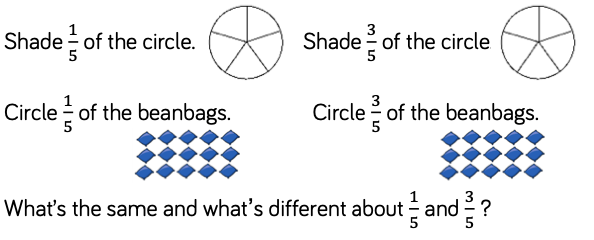 Shade 1/5 of the circle. Shade 3/5 of the circle
Circle 1/5 of the beanbags. Circle 3/5 of the beanbags.
What's the same and what's different about 1/5 and 3/5 ?